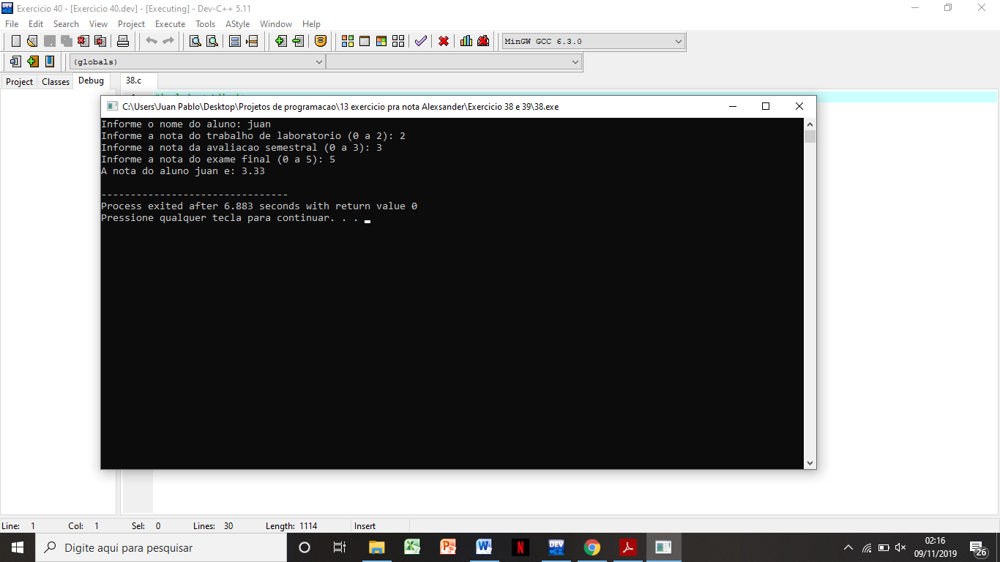 Exercicio 40 - [Exercicio 40.dev] - [Executing] - Dev-C++ 5.11
File Edit Search View Project Execute Tools AStyle Window Help
MinGW GCC 6.3.0
(globals)
Project Classes Debug 38.c
C:\Users\Juan Pablo\Desktop\Projetos de programacao\13 exercicio pra nota Alexsander\Exercicio 38 e 39\38.exe
Informe o nome do aluno: juan
Informe a nota do trabalho de laboratorio (0 a 2): 2
Informe a nota da avaliacao semestral (0 a 3): 3
Informe a nota do exame final (0 a 5): 5
A nota do aluno juan e: 3.33
--------------------------------
Process exited after 6.883 seconds with return value 0
Pressione qualquer tecla para continuar. . .
Line: 1 Col: 1 Sel: 0 Lines: 30 Length: 1114 Insert
Digite aqui para pesquisar
DEV
02:16
09/11/2019
26